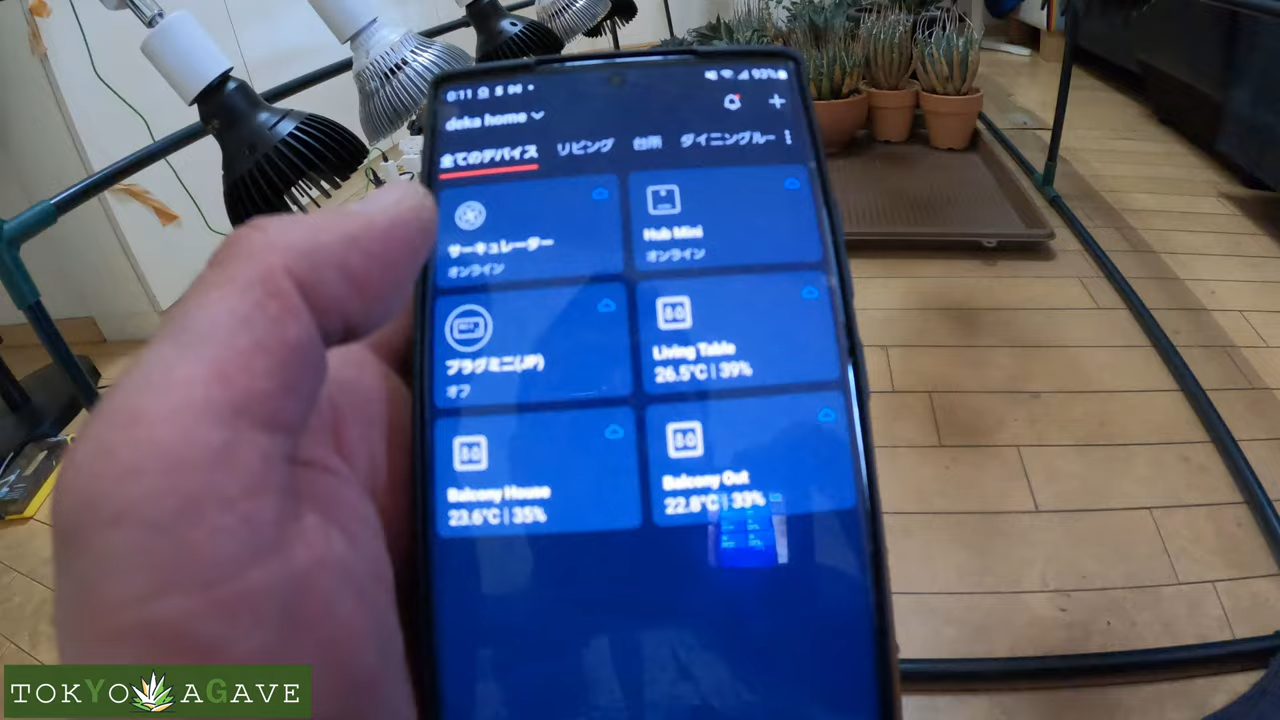 93%
deka home
全てのデバイス リビング 台所 ダイニングルー
サーキュレーター
オンライン
Hub Mini
オンライン
プラグミニ(JP)
オフ
Living Table
26.5°C | 39%
Balcony House
23.6°C | 35%
Balcony Out
22.8°C | 33%
TOKYO AGAVE